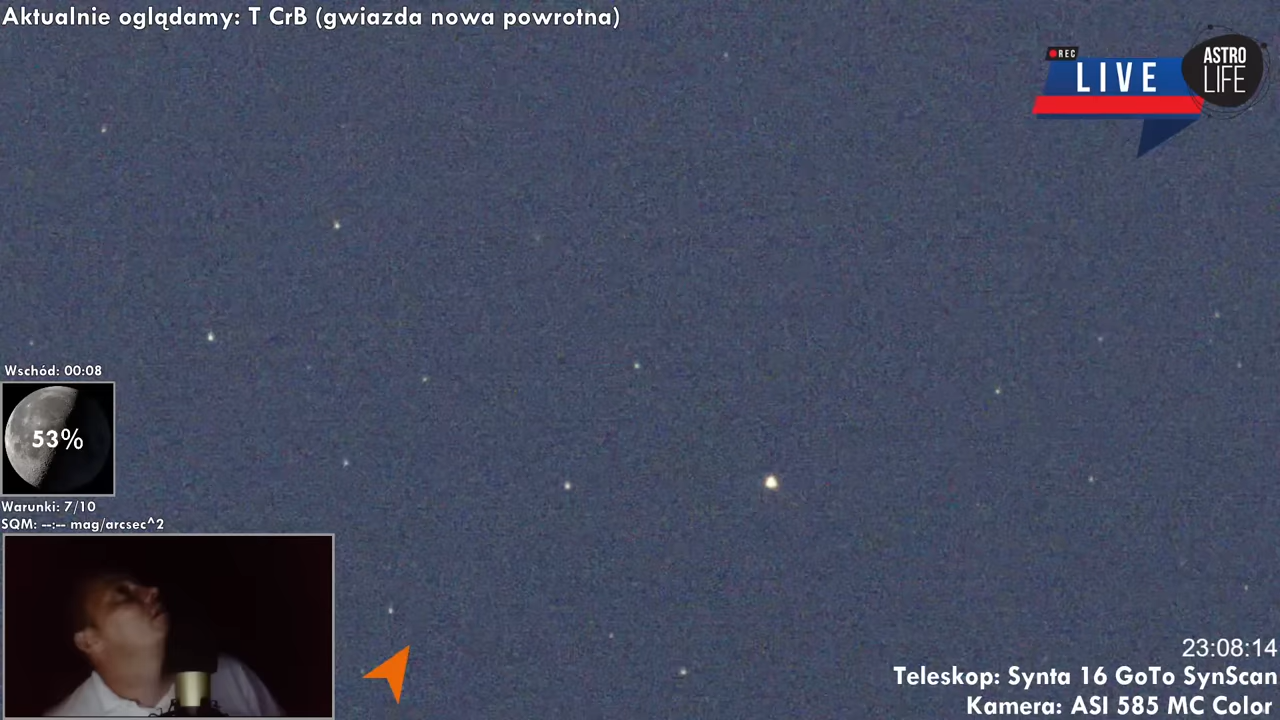 Aktualnie oglądamy: T CrB (gwiazda nowa powrotna)
REC
LIVE
ASTRO
LIFE
Wschód: 00:08
53%
Warunki: 7/10
SQM: --:-- mag/arcsec^2
23:08:14
Teleskop: Synta 16 GoTo SynScan
Kamera: ASI 585 MC Color